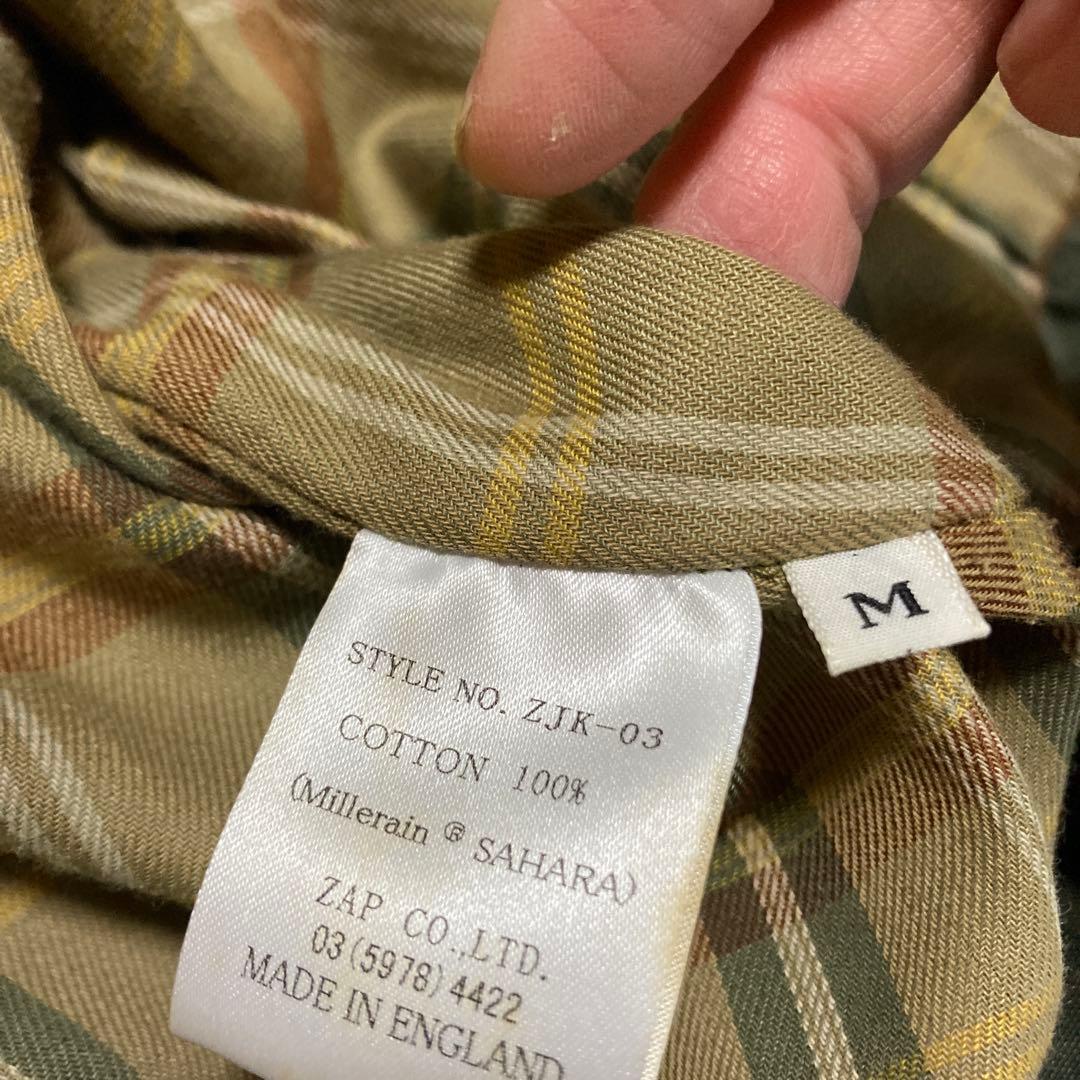 M
STYLE NO. ZJK-03
COTTON 100%
(Millerain ® SAHARA)
ZAP CO.,LTD.
03(5978)4422
MADE IN ENGLAND